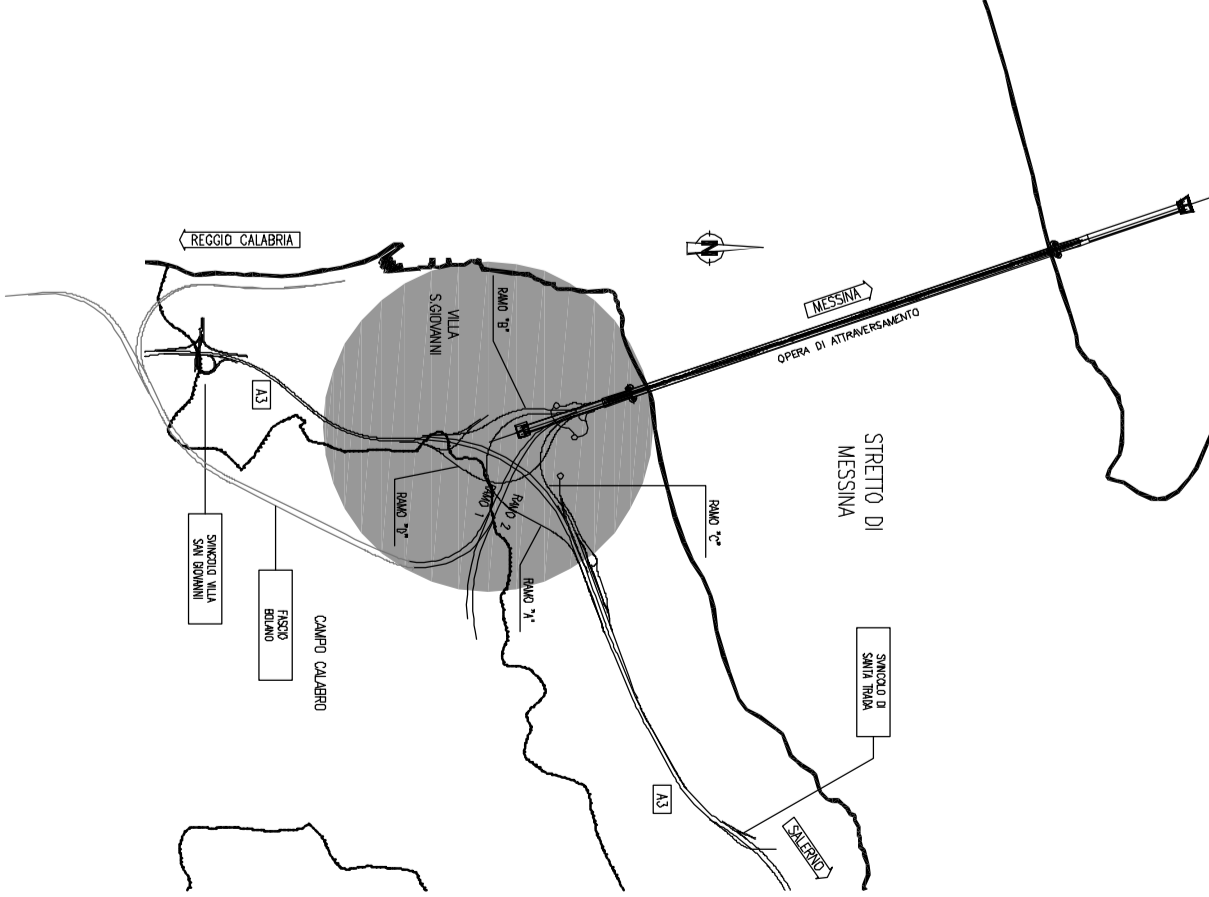 REGGIO CALABRIA
N
MESSINA
OPERA DI ATTRAVERSAMENTO
STRETTO DI
MESSINA
VILLA
S.GIOVANNI
RAMO "B"
A3
RAMO "D"
RAMO 1
RAMO 2
RAMO "A"
RAMO "C"
SVINCOLO VILLA
SAN GIOVANNI
FASCIO
BOLANO
CAMPO CALABRO
SVINCOLO DI
SANTA TRADA
A3
SALERNO